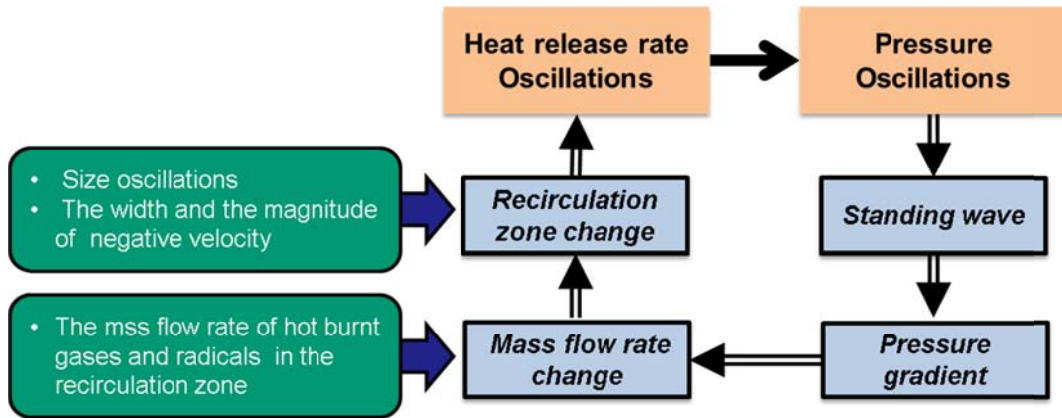 Heat release rate
Oscillations
Pressure
Oscillations
• Size oscillations
• The width and the magnitude
of negative velocity
Recirculation
zone change
Standing wave
• The mss flow rate of hot burnt
gases and radicals in the
recirculation zone
Mass flow rate
change
Pressure
gradient